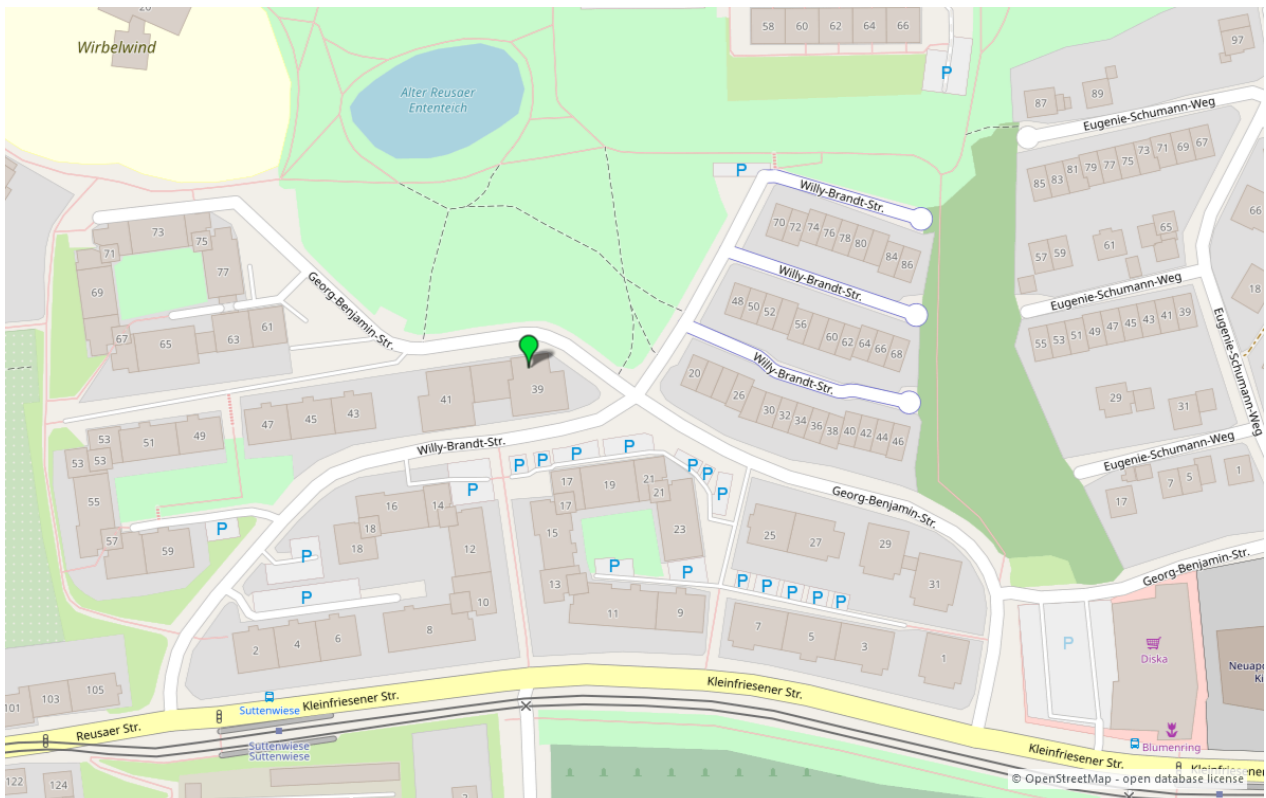 Wirbelwind
58 60 62 64 66
P
97
87
89
Alter Reusaer
Ententeich
Eugenie-Schumann-Weg
P
Willy-Brandt-Str.
85 83 81 79 77 75 73 71 69 67
66
73
75
71
77
69
70 72 74 76 78 80 84 86
57 59
61
65
Willy-Brandt-Str.
Eugenie-Schumann-Weg
18
Georg-Benjamin-Str.
48 50 52 56 60 62 64 66 68
67
65
63
61
55 53 51 49 47 45 43 41 39
Eugenie-Schumann-Weg
Willy-Brandt-Str.
20 26 30 32 34 36 38 40 42 44 46
41
39
29
31
47 45 43
53 51 49
53 53
Willy-Brandt-Str.
P P P P
P P P
Eugenie-Schumann-Weg
17 7 5 1
55
57
59
P
16 14
18
18
12
10
P
17 19 21
17 21
15
23
13
Georg-Benjamin-Str.
25 27
29
31
P
P
P P
P P P P P
11 9
7 5 3
1
2 4 6
8
Georg-Benjamin-Str.
P
Diska
Neuapo
Ki
101 103 105
Suttenwiese
Kleinfriesener Str.
Kleinfriesener Str.
Reusaer Str.
Suttenwiese
Suttenwiese
Kleinfriesener Str.
Blumenring
122 124
© OpenStreetMap - open database license